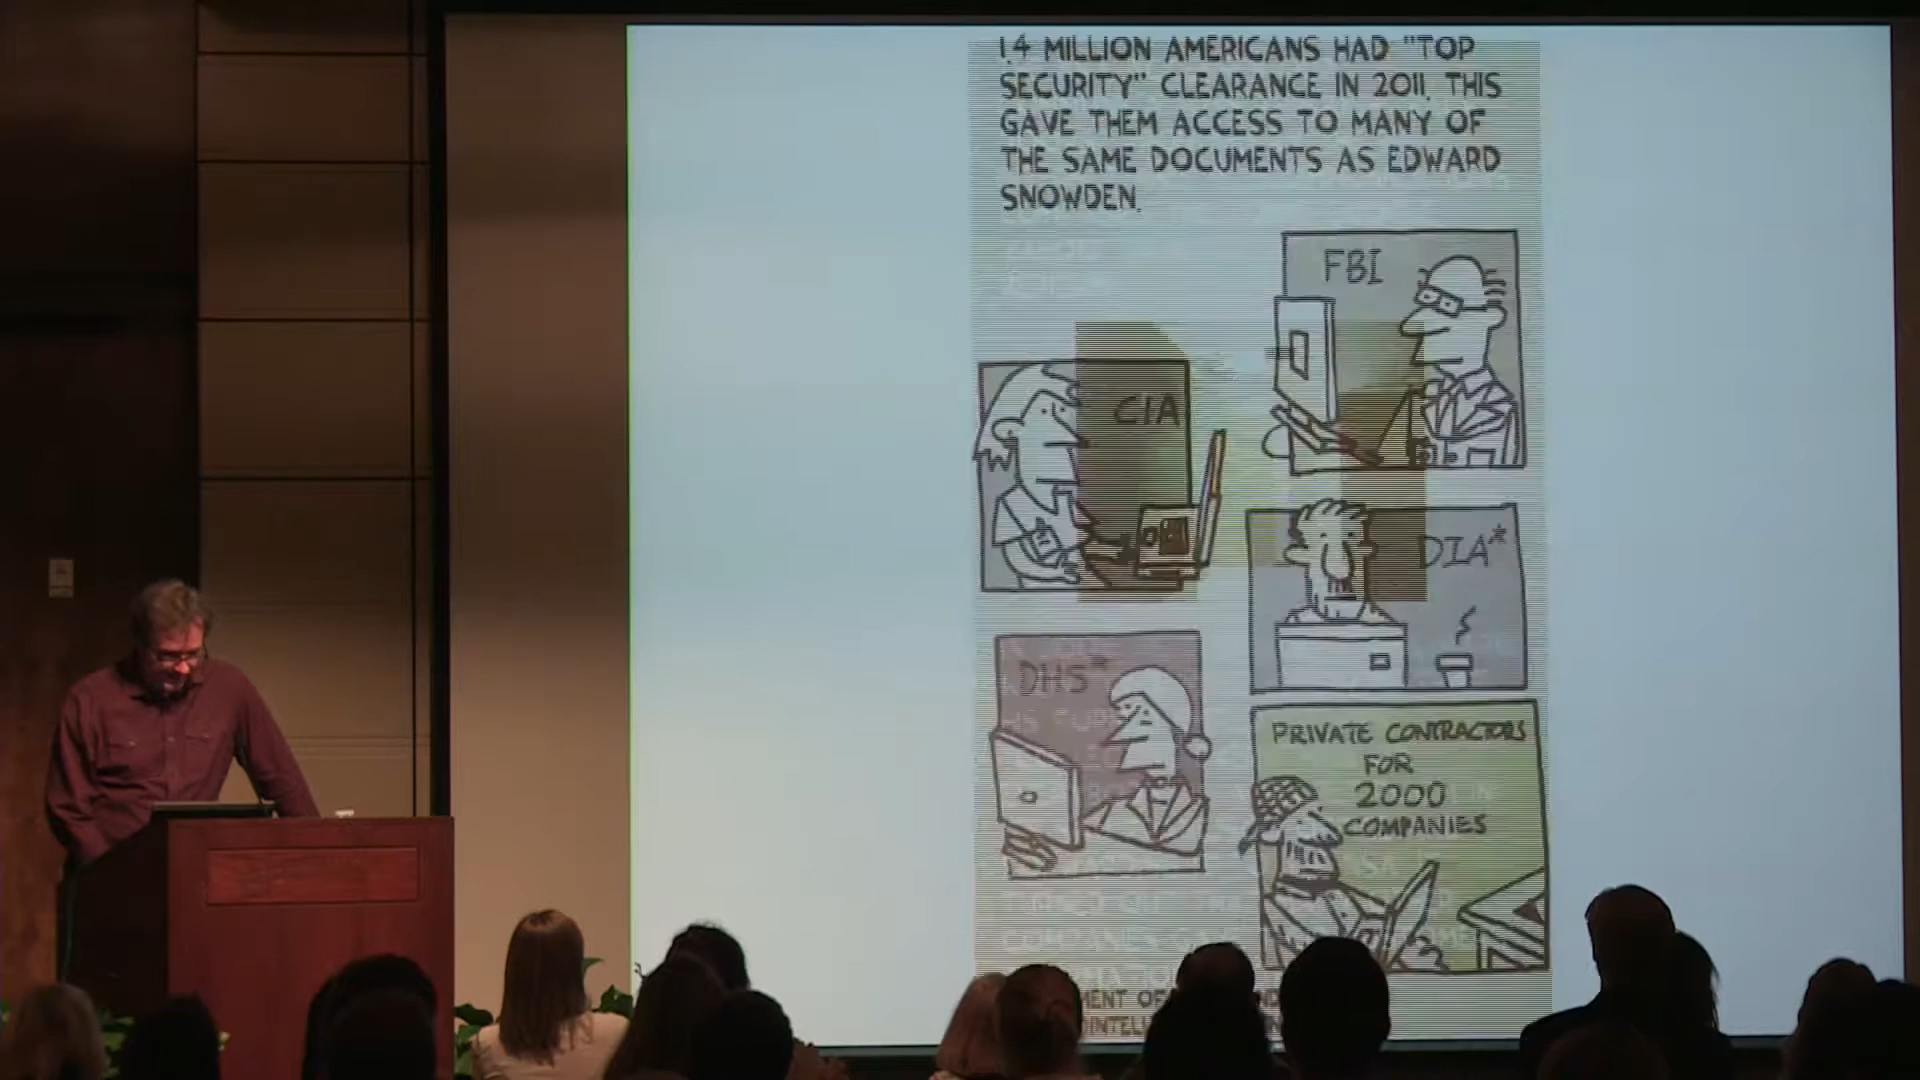 1.4 MILLION AMERICANS HAD "TOP
SECURITY" CLEARANCE IN 2011. THIS
GAVE THEM ACCESS TO MANY OF
THE SAME DOCUMENTS AS EDWARD
SNOWDEN.
FBI
CIA
DIA*
DHS*
PRIVATE CONTRACTORS
FOR
2000
COMPANIES